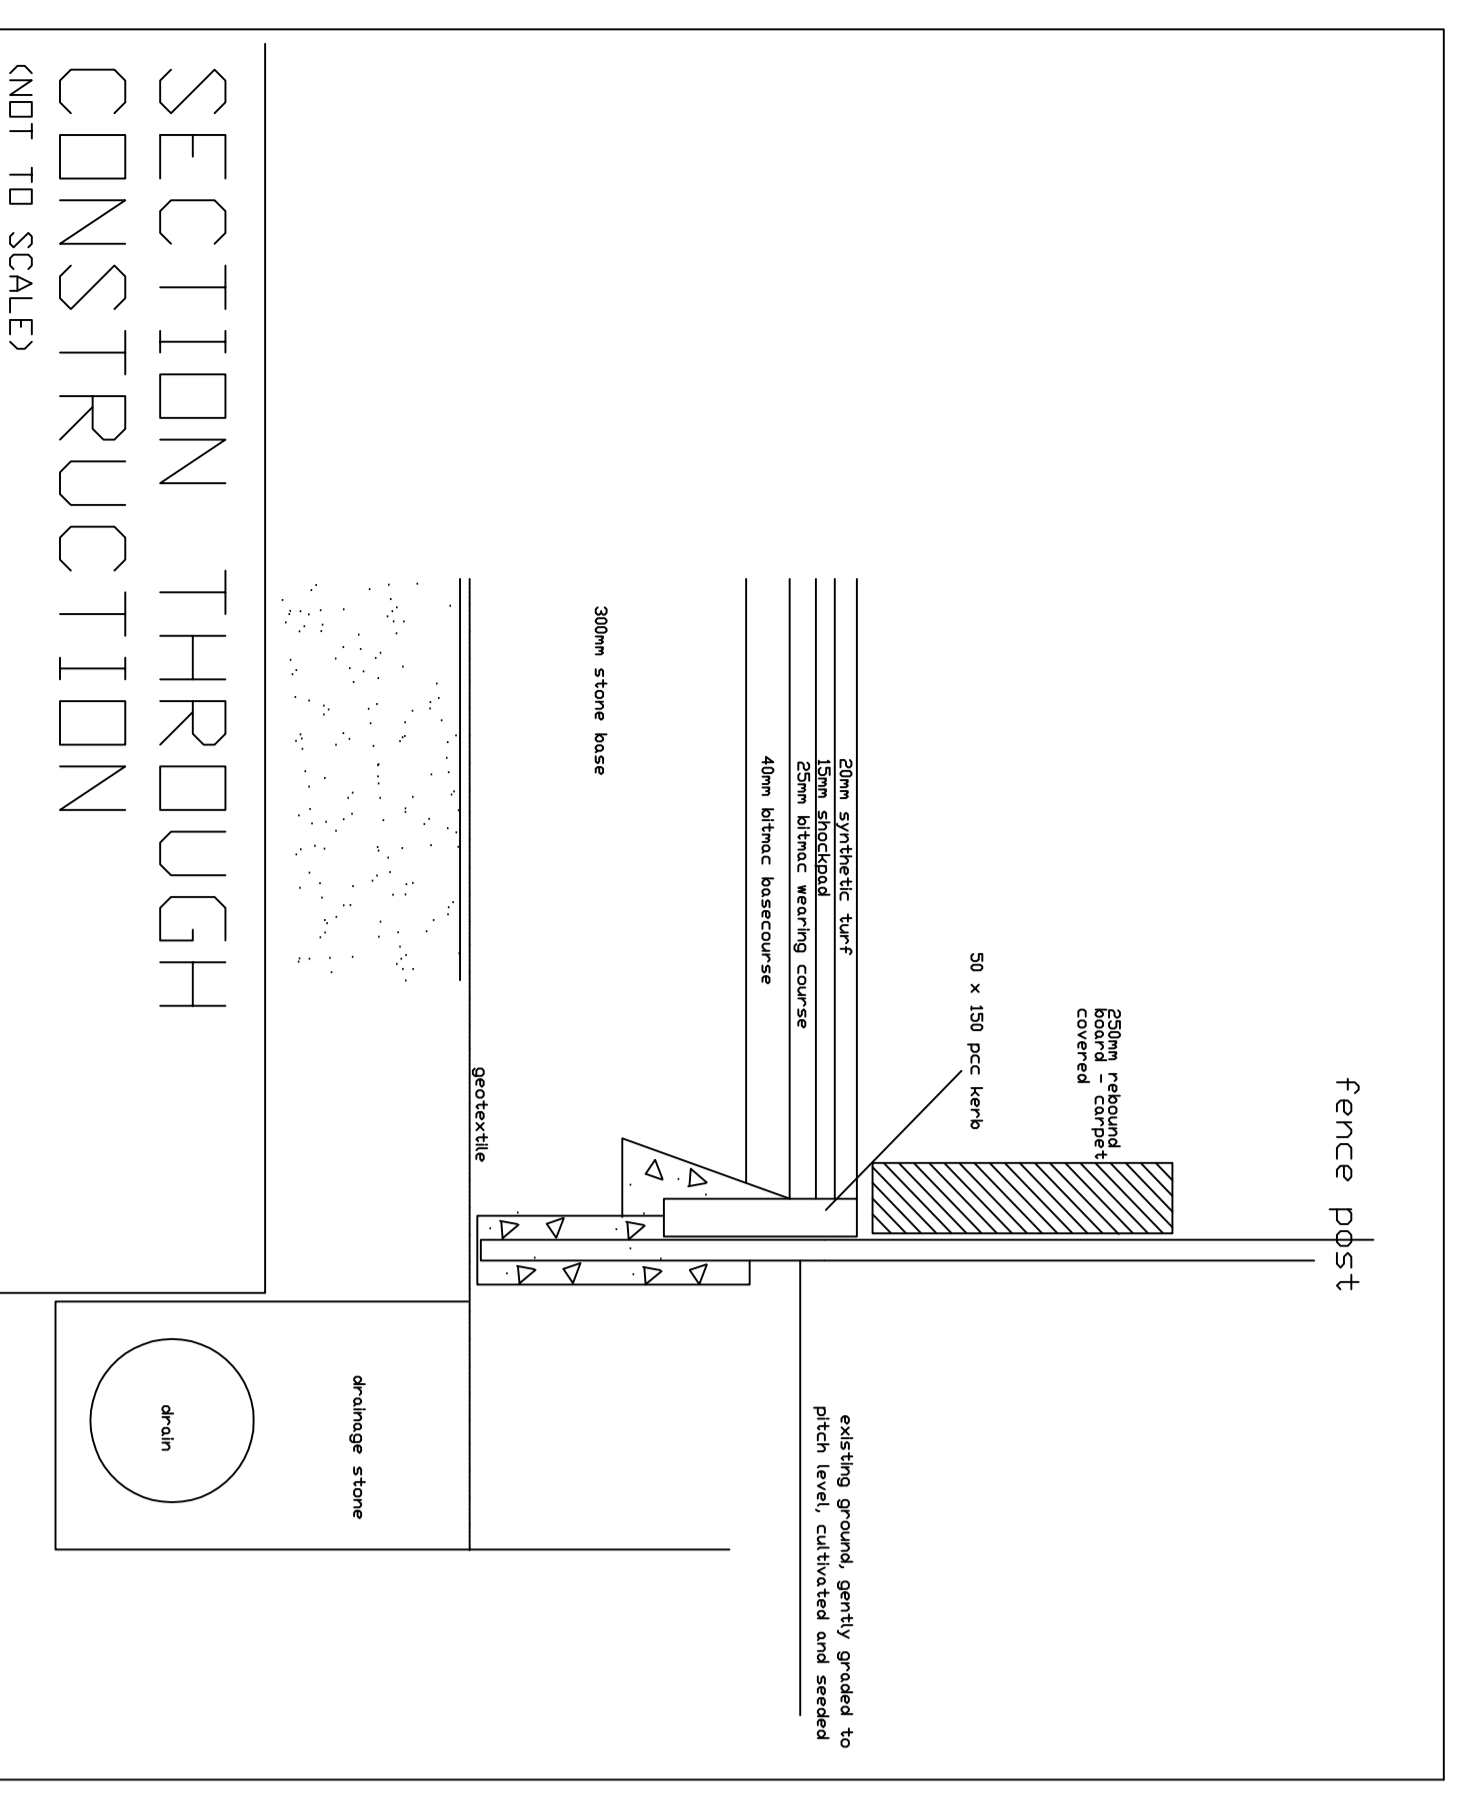 fence post
250mm rebound
board - carpet
covered
50 x 150 pcc kerb
20mm synthetic turf
15mm shockpad
25mm bitmac wearing course
40mm bitmac basecourse
existing ground, gently graded to
pitch level, cultivated and seeded
300mm stone base
geotextile
drainage stone
drain
SECTION THROUGH
CONSTRUCTION
(NOT TO SCALE)